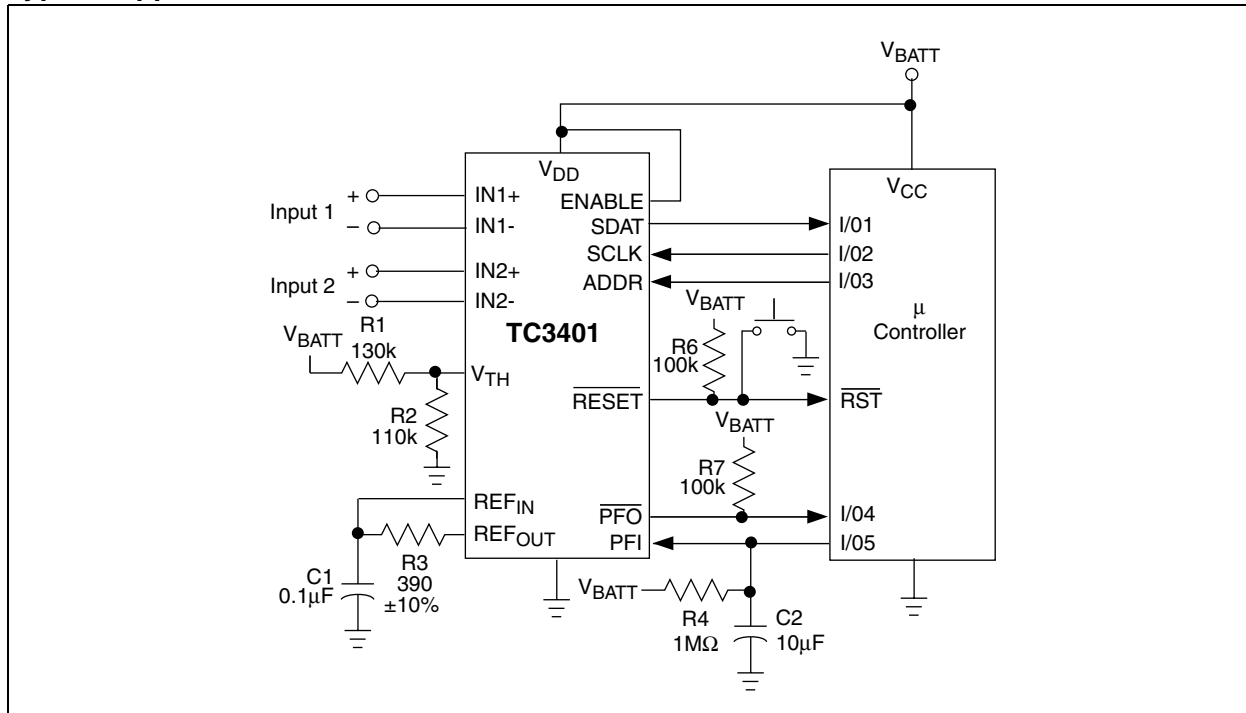 VBATT
VDD
VCC
Input 1
+
IN1+
–
IN1-
Input 2
+
IN2+
–
IN2-
ENABLE
SDAT
SCLK
ADDR
I/01
I/02
I/03
μ
Controller
TC3401
VBATT
R1
130k
VTH
R2
110k
VBATT
R6
100k
RESET
RST
VBATT
R7
100k
REFIN
REFOUT
R3
390
±10%
C1
0.1μF
PFO
PFI
I/04
I/05
VBATT
R4
1MΩ
C2
10μF